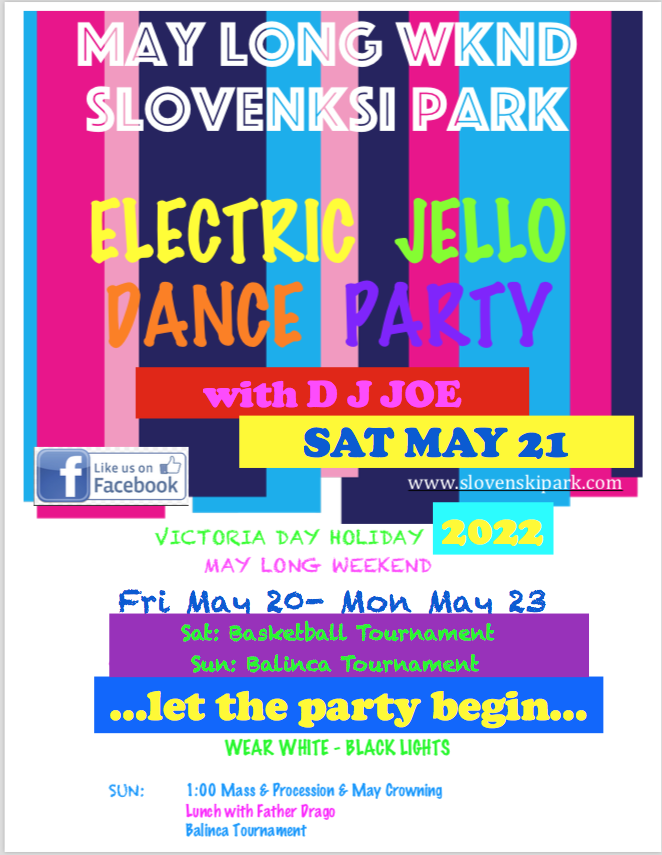 MAY LONG WKND
SLOVENKSI PARK
ELECTRIC JELLO
DANCE PARTY
with D J JOE
SAT MAY 21
f Like us on
Facebook
www.slovenskipark.com
VICTORIA DAY HOLIDAY 2022
MAY LONG WEEKEND
Fri May 20- Mon May 23
Sat: Basketball Tournament
Sun: Balinca Tournament
...let the party begin...
WEAR WHITE - BLACK LIGHTS
SUN: 1:00 Mass & Procession & May Crowning
Lunch with Father Drago
Balinca Tournament